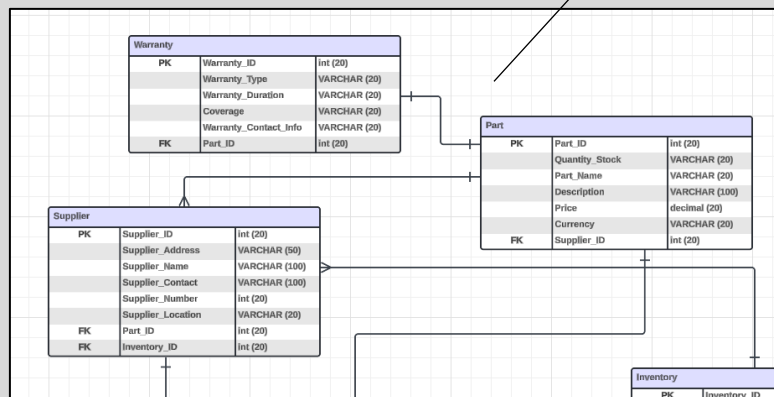 Warranty
PK Warranty_ID int (20)
Warranty_Type VARCHAR (20)
Warranty_Duration VARCHAR (20)
Coverage VARCHAR (20)
Warranty_Contact_Info VARCHAR (20)
FK Part_ID int (20)
Part
PK Part_ID int (20)
Quantity_Stock VARCHAR (20)
Part_Name VARCHAR (20)
Description VARCHAR (100)
Price decimal (20)
Currency VARCHAR (20)
FK Supplier_ID int (20)
Supplier
PK Supplier_ID int (20)
Supplier_Address VARCHAR (50)
Supplier_Name VARCHAR (100)
Supplier_Contact VARCHAR (100)
Supplier_Number int (20)
Supplier_Location VARCHAR (20)
FK Part_ID int (20)
FK Inventory_ID int (20)
Inventory
PK Inventory_ID